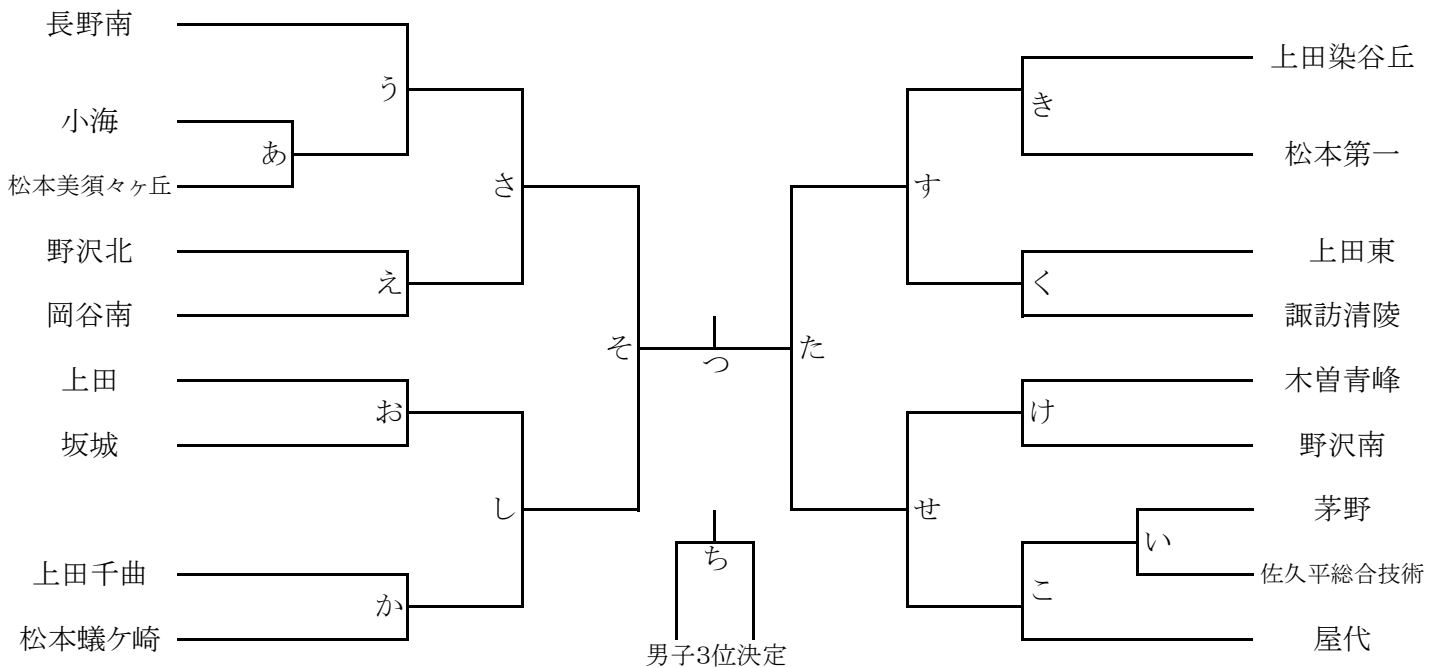 長野南
小海
松本美須々ヶ丘
野沢北
岡谷南
上田
坂城
上田千曲
松本蟻ケ崎
あ
う
え
お
か
さ
し
そ
つ
ち
男子3位決定
た
す
せ
き
く
け
こ
い
上田染谷丘
松本第一
上田東
諏訪清陵
木曽青峰
野沢南
茅野
佐久平総合技術
屋代